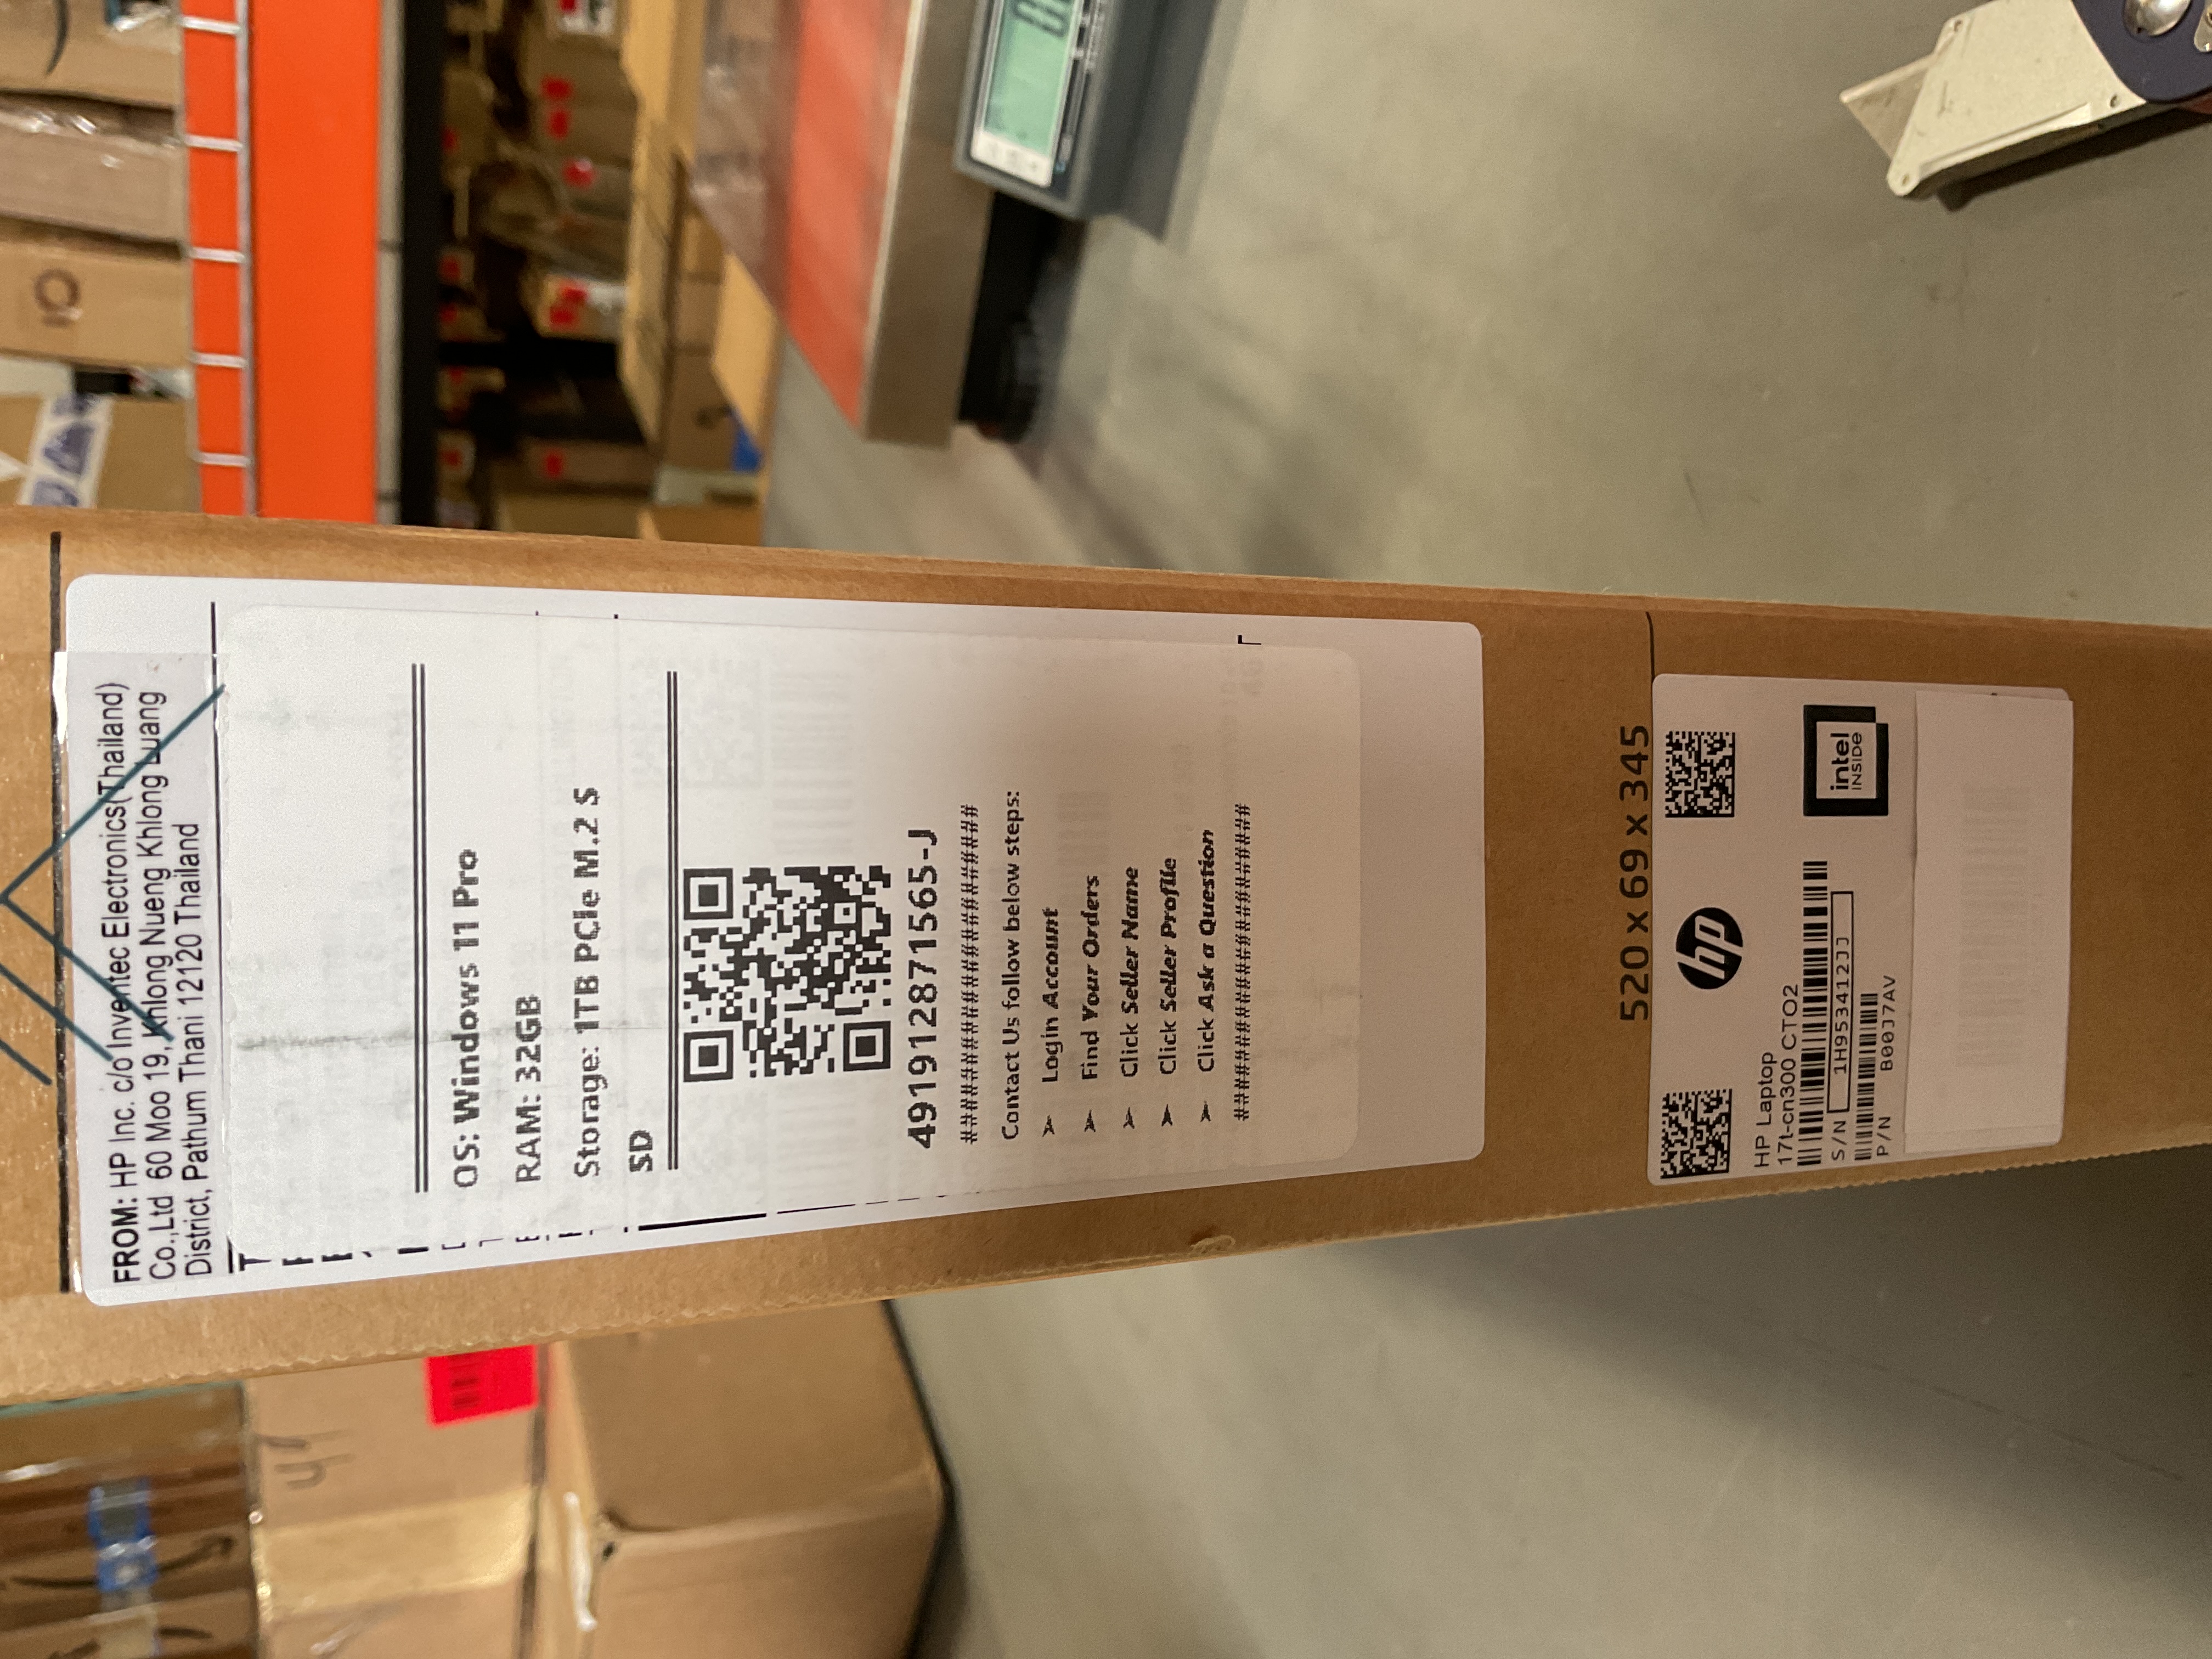 FROM: HP Inc. c/o Inventec Electronics(Thailand)
Co.,Ltd 60 Moo 19, Khlong Nueng Khlong Luang
District, Pathum Thani 12120 Thailand
OS: Windows 11 Pro
RAM: 32GB
Storage: 1TB PCIe M.2 S
SD
491912871565-J
##############################
Contact Us follow below steps:
➤ Login Account
➤ Find Your Orders
➤ Click Seller Name
➤ Click Seller Profile
➤ Click Ask a Question
##############################
520 x 69 x 345
hp
HP Laptop
17t-cn300 CTO2
S/N 1H953412JJ
P/N B00J7AV
intel
INSIDE